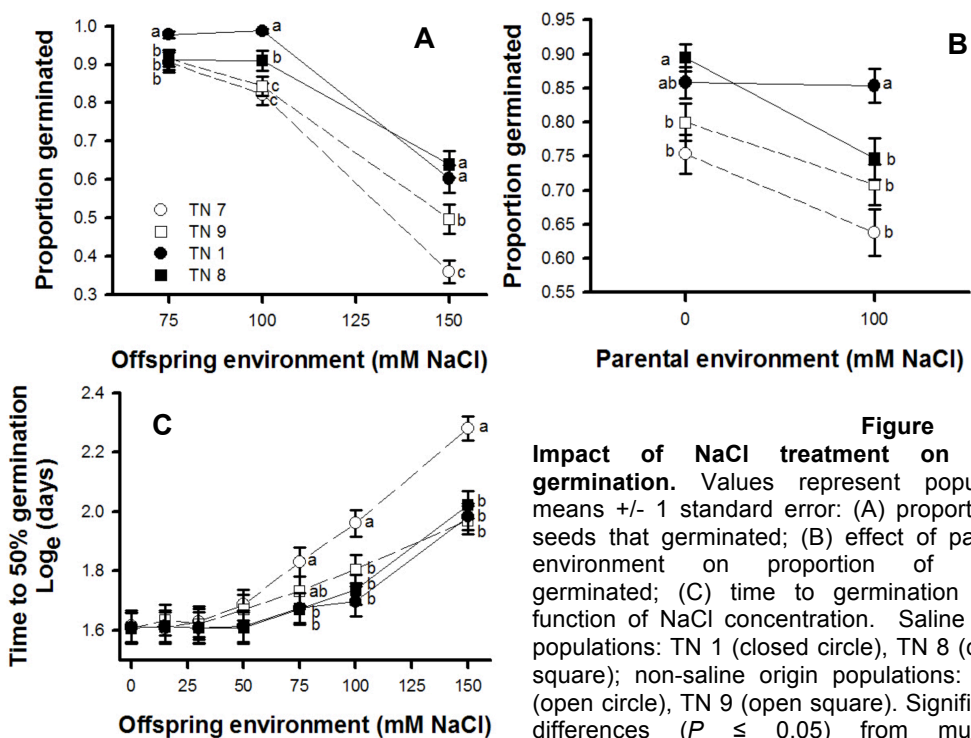 A
Proportion germinated
1.0
0.9
0.8
0.7
0.6
0.5
0.4
0.3
a
a
b
b
b
b
c
c
a
a
b
c
TN 7
TN 9
TN 1
TN 8
75
100
125
150
Offspring environment (mM NaCl)
B
Proportion germinated
0.95
0.90
0.85
0.80
0.75
0.70
0.65
0.60
0.55
a
ab
b
b
a
b
b
b
0
100
Parental environment (mM NaCl)
C
Time to 50% germination
Logₑ (days)
2.4
2.2
2.0
1.8
1.6
a
ab
b
b
a
b
b
b
a
b
b
b
0
25
50
75
100
125
150
Offspring environment (mM NaCl)
Figure
Impact of NaCl treatment on
germination. Values represent
means +/- 1 standard error: (A)
seeds that germinated; (B) effect of
environment on proportion of
germinated; (C) time to germination
function of NaCl concentration. Saline
populations: TN 1 (closed circle), TN 8
square); non-saline origin populations:
(open circle), TN 9 (open square).
differences (P ≤ 0.05) from